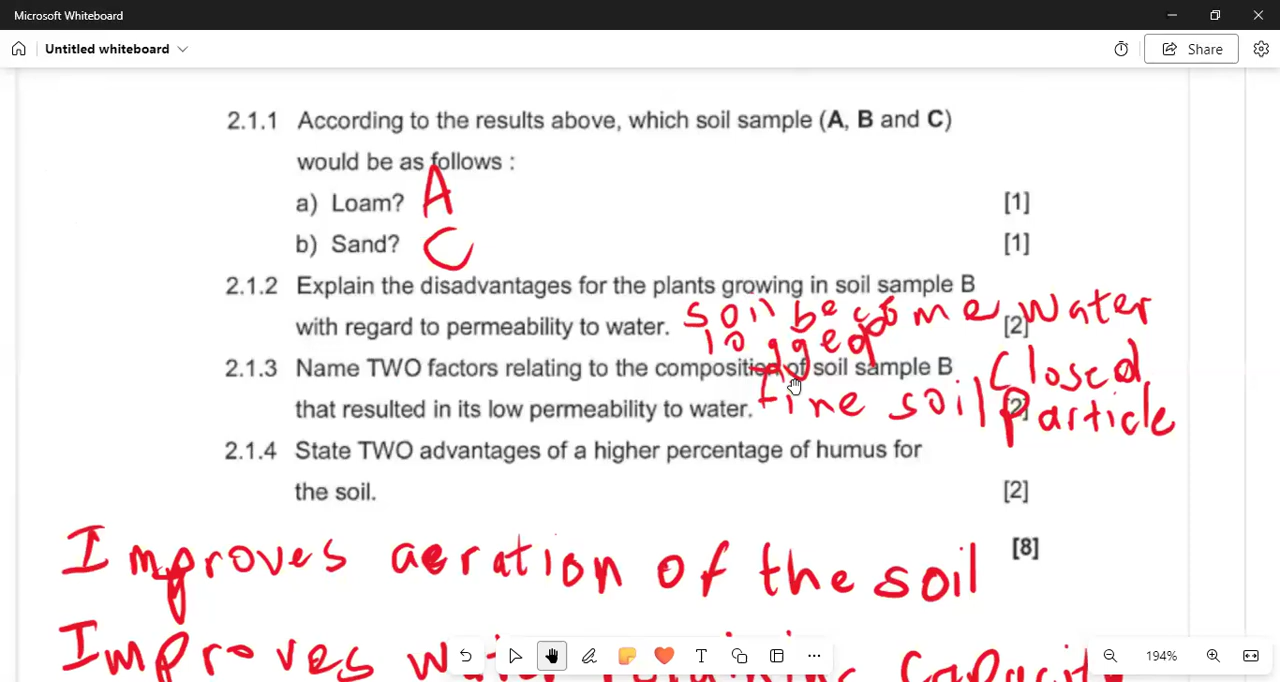 Microsoft Whiteboard
Untitled whiteboard
Share
2.1.1 According to the results above, which soil sample (A, B and C)
would be as follows :
a) Loam? A [1]
b) Sand? C [1]
2.1.2 Explain the disadvantages for the plants growing in soil sample B
with regard to permeability to water. [2]
soil become water
logged
2.1.3 Name TWO factors relating to the composition of soil sample B
that resulted in its low permeability to water. [2]
fine soil closed
particle
2.1.4 State TWO advantages of a higher percentage of humus for
the soil. [2]
[8]
Improves aeration of the soil
Improves water retaining capacity
194%